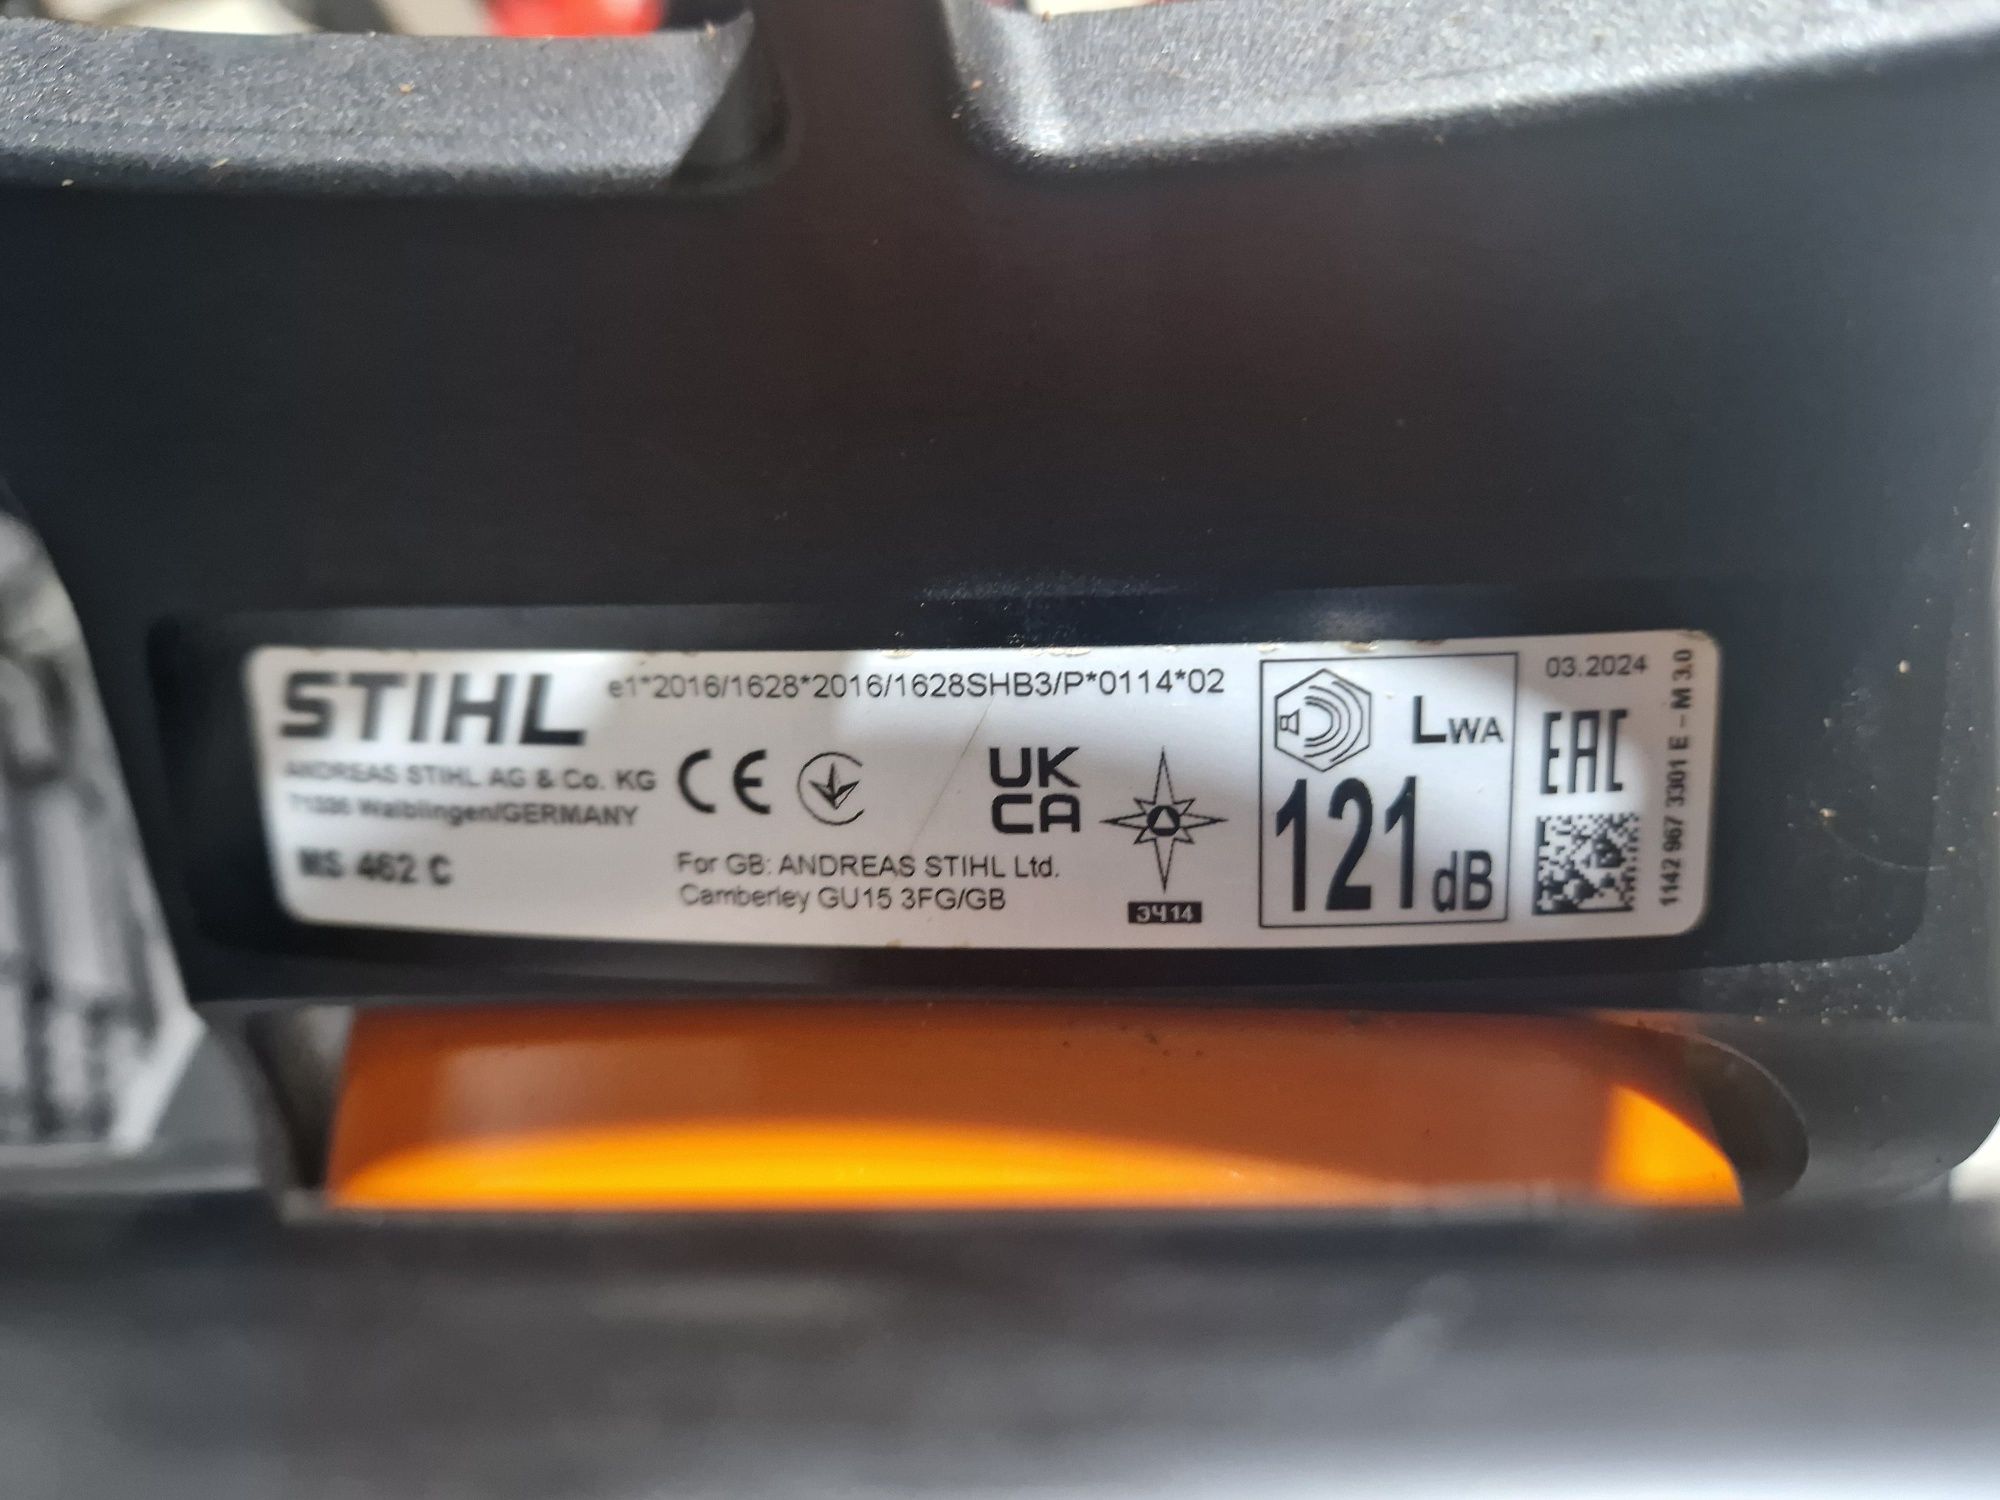 STIHL
e1*2016/1628*2016/1628SHB3/P*0114*02
ANDREAS STIHL AG & Co. KG
71336 Waiblingen/GERMANY
MS 462 C
CE
UK
CA
For GB: ANDREAS STIHL Ltd.
Camberley GU15 3FG/GB
ЭЧ14
LWA
121dB
03.2024
EAC
1142 967 3301 E - M 3.0